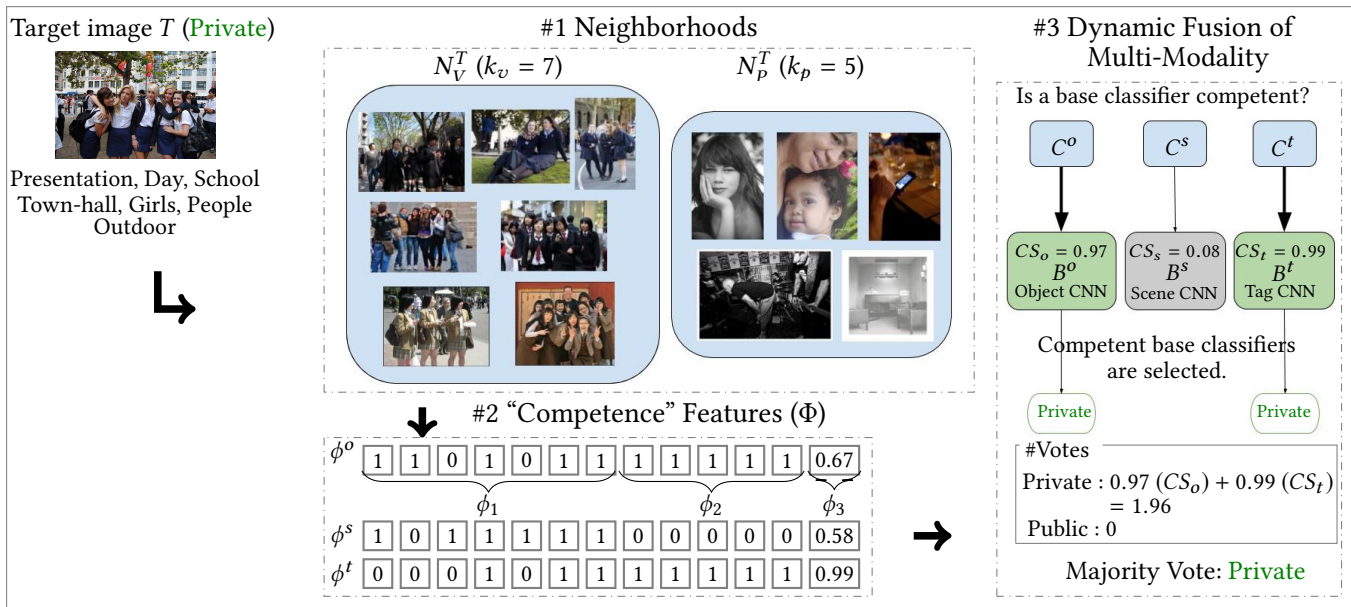 Target image T (Private)
Presentation, Day, School
Town-hall, Girls, People
Outdoor
#1 Neighborhoods
N_V^T (k_v = 7)
N_P^T (k_p = 5)
#2 “Competence” Features (Φ)
ϕ^o 1 1 0 1 0 1 1 1 1 1 1 1 0.67
ϕ_1 ϕ_2 ϕ_3
ϕ^s 1 0 1 1 1 1 1 0 0 0 0 0 0.58
ϕ^t 0 0 0 1 0 1 1 1 1 1 1 1 0.99
#3 Dynamic Fusion of
Multi-Modality
Is a base classifier competent?
C^o C^s C^t
CS_o = 0.97 CS_s = 0.08 CS_t = 0.99
B^o B^s B^t
Object CNN Scene CNN Tag CNN
Competent base classifiers
are selected.
Private Private
#Votes
Private : 0.97 (CS_o) + 0.99 (CS_t)
= 1.96
Public : 0
Majority Vote: Private